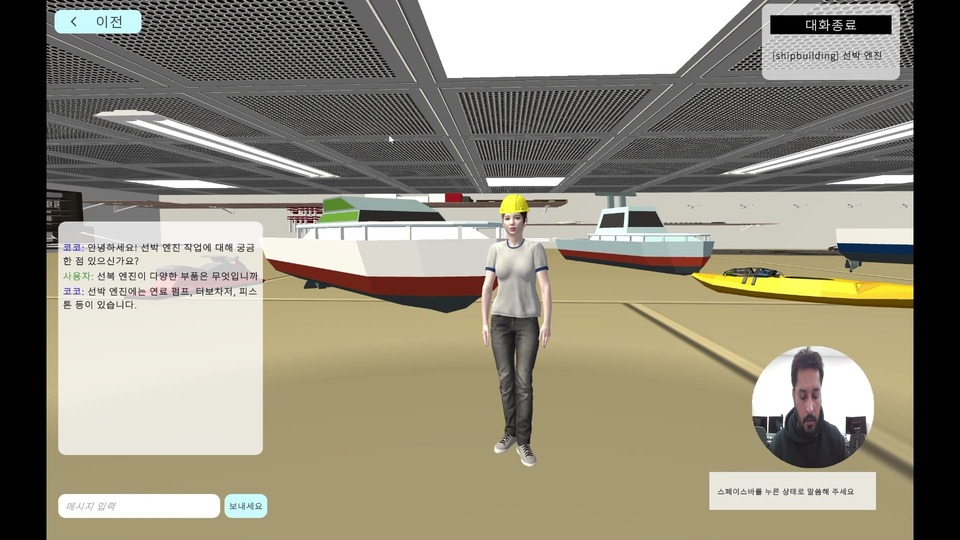 이전
대화종료
[shipbuilding] 선박 엔진
코코: 안녕하세요! 선박 엔진 작업에 대해 궁금
한 점 있으신가요?
사용자: 선복 엔진이 다양한 부품은 무엇입니까
코코: 선박 엔진에는 연료 펌프, 터보차저, 피스
톤 등이 있습니다.
스페이스바를 누른 상태로 말씀해 주세요
메시지 입력
보내세요